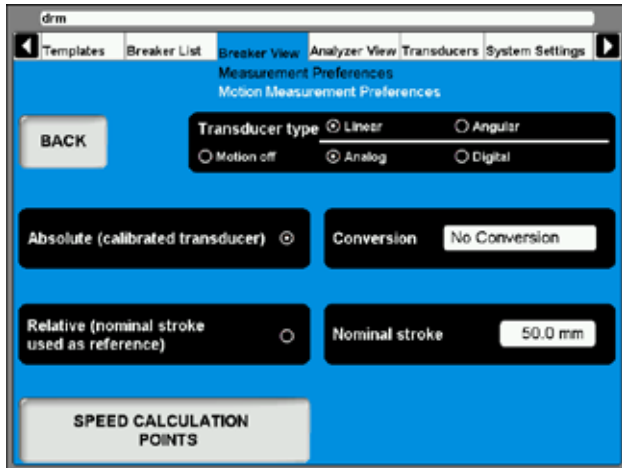 drm
Templates Breaker List Breaker View Analyzer View Transducers System Settings
Measurement Preferences
Motion Measurement Preferences
BACK
Transducer type Linear Angular
Motion off Analog Digital
Absolute (calibrated transducer)
Conversion No Conversion
Relative (nominal stroke
used as reference)
Nominal stroke 50.0 mm
SPEED CALCULATION
POINTS